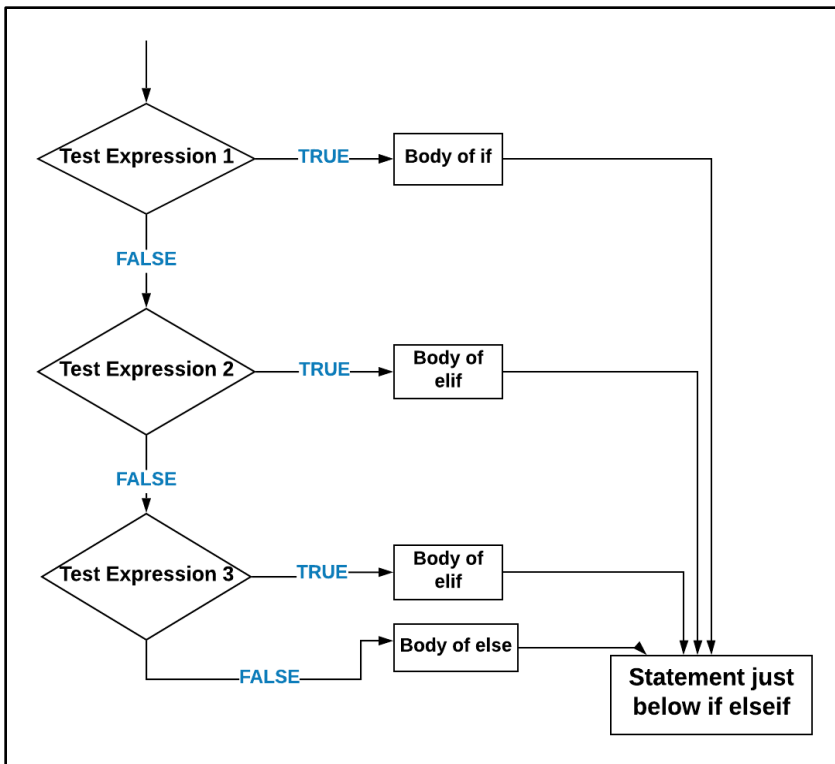 Test Expression 1
TRUE
Body of if
FALSE
Test Expression 2
TRUE
Body of
elif
FALSE
Test Expression 3
TRUE
Body of
elif
FALSE
Body of else
Statement just
below if elseif